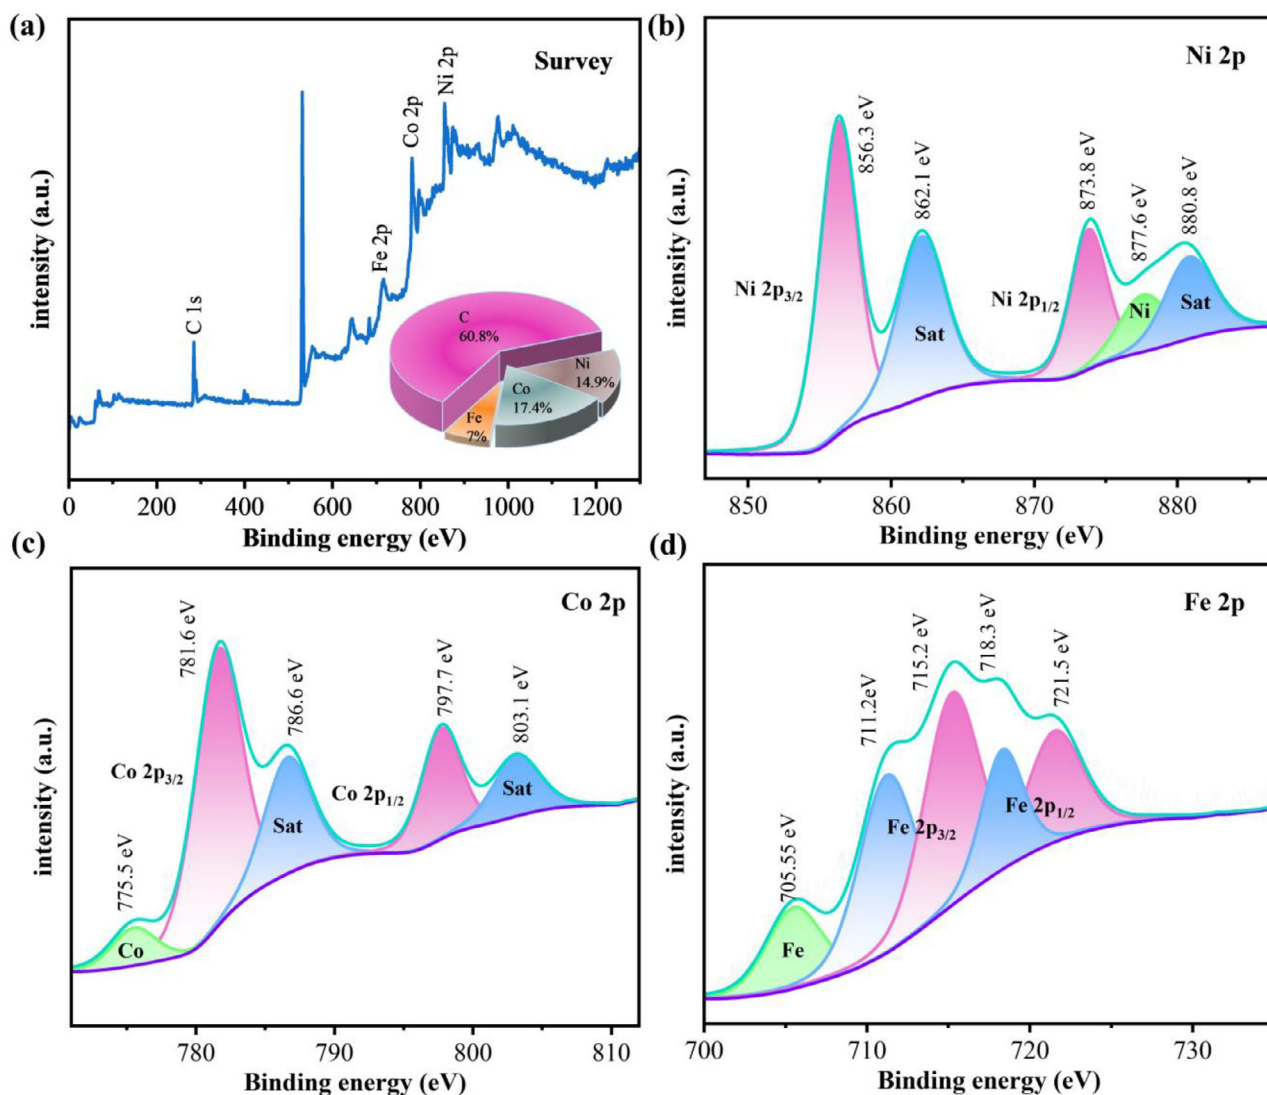 (a)
Survey
C 1s
Fe 2p
Co 2p
Ni 2p
C
60.8%
Ni
14.9%
Co
17.4%
Fe
7%
intensity (a.u.)
0 200 400 600 800 1000 1200
Binding energy (eV)
(b)
Ni 2p
856.3 eV
862.1 eV
873.8 eV
877.6 eV
880.8 eV
Ni 2p3/2
Sat
Ni 2p1/2
Ni
Sat
intensity (a.u.)
850 860 870 880
Binding energy (eV)
(c)
Co 2p
775.5 eV
781.6 eV
786.6 eV
797.7 eV
803.1 eV
Co 2p3/2
Co 2p1/2
Sat
Sat
Co
intensity (a.u.)
780 790 800 810
Binding energy (eV)
(d)
Fe 2p
705.55 eV
711.2eV
715.2 eV
718.3 eV
721.5 eV
Fe 2p3/2
Fe 2p1/2
Fe
intensity (a.u.)
700 710 720 730
Binding energy (eV)